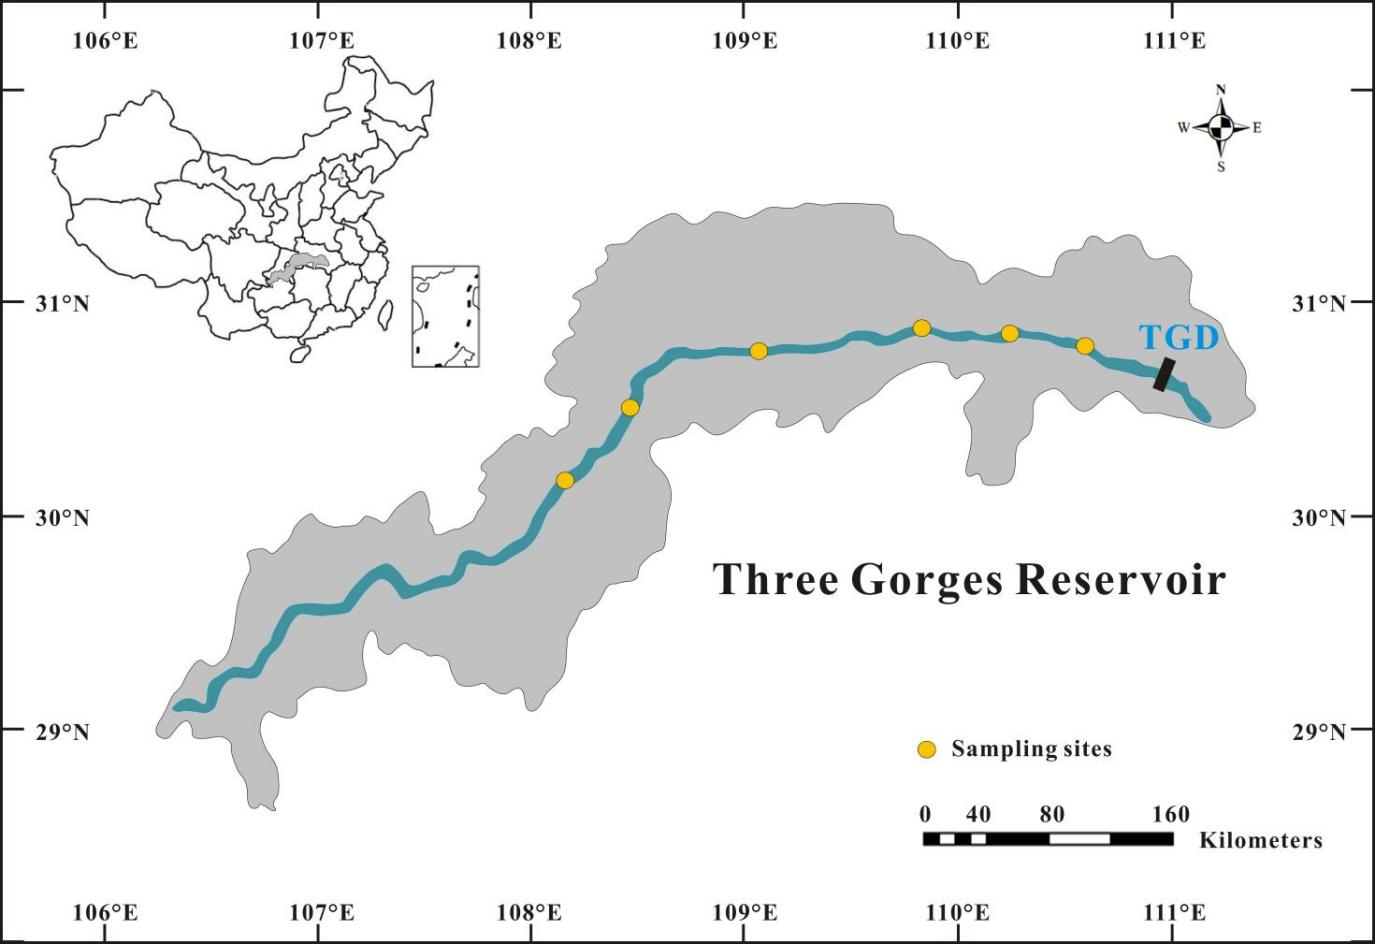 106°E 107°E 108°E 109°E 110°E 111°E
N
W E
S
31°N 31°N
TGD
30°N 30°N
Three Gorges Reservoir
29°N 29°N
Sampling sites
0 40 80 160
Kilometers
106°E 107°E 108°E 109°E 110°E 111°E